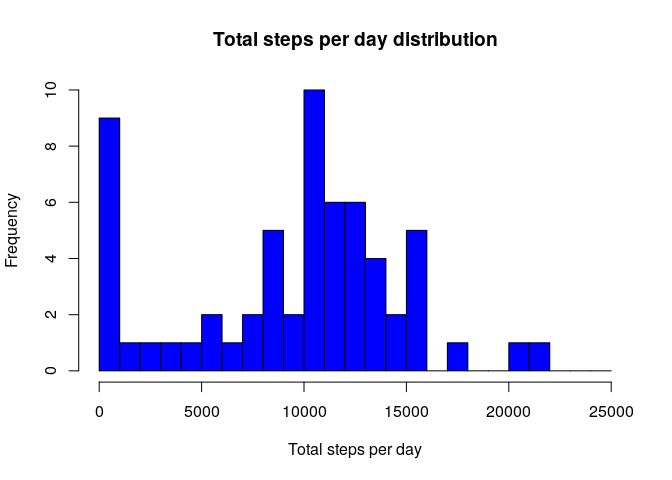 Total steps per day distribution
10
8
6
4
2
0
Frequency
0 5000 10000 15000 20000 25000
Total steps per day